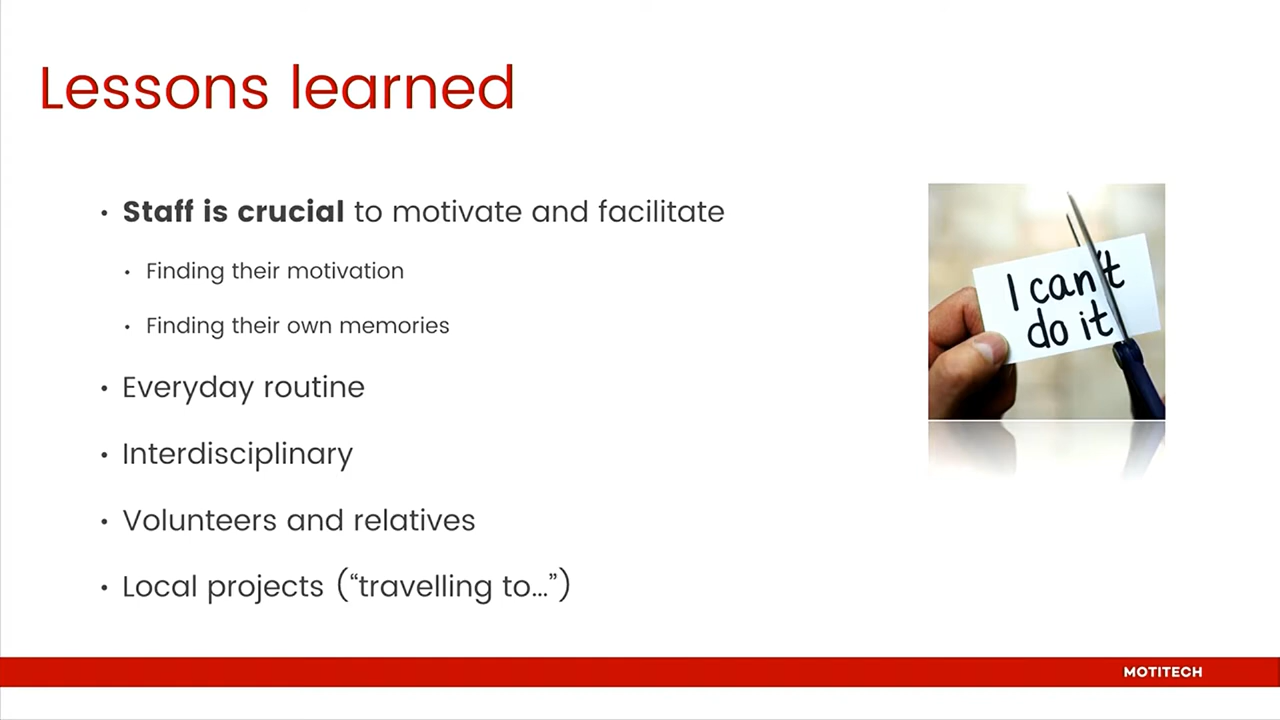 Lessons learned
• Staff is crucial to motivate and facilitate
• Finding their motivation
• Finding their own memories
• Everyday routine
• Interdisciplinary
• Volunteers and relatives
• Local projects (“travelling to...”)
I can't
do it
MOTITECH